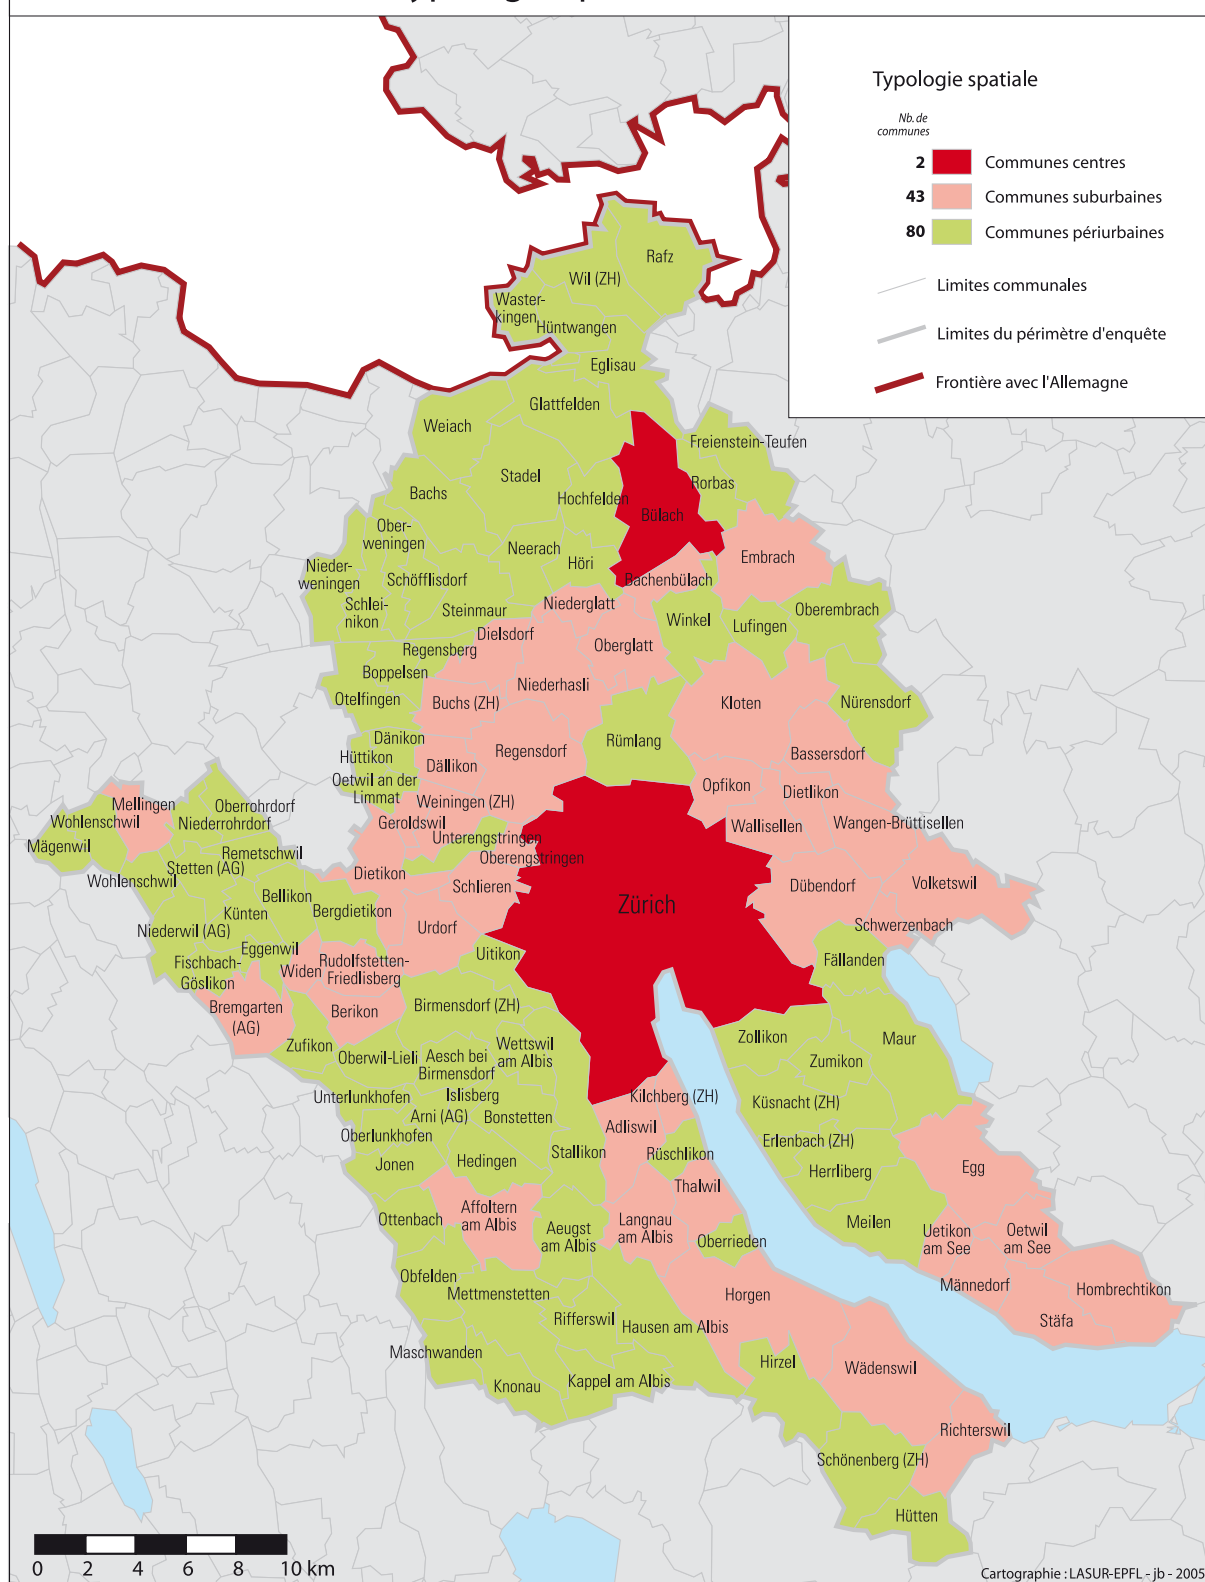 Typologie spatiale
Nb. de
communes
2 Communes centres
43 Communes suburbaines
80 Communes périurbaines
Limites communales
Limites du périmètre d'enquête
Frontière avec l'Allemagne
Rafz
Wil (ZH)
Waster-
kingen
Hüntwangen
Eglisau
Glattfelden
Weiach
Freienstein-Teufen
Stadel
Rorbas
Bachs
Hochfelden
Bülach
Ober-
weningen
Neerach
Embrach
Höri
Nieder-
weningen
Schöfflisdorf
Bachenbülach
Schlei-
nikon
Steinmaur
Niederglatt
Oberembrach
Winkel
Lufingen
Dielsdorf
Oberglatt
Regensberg
Boppelsen
Niederhasli
Otelfingen
Buchs (ZH)
Kloten
Nürensdorf
Dänikon
Rümlang
Regensdorf
Bassersdorf
Hüttikon
Dällikon
Oetwil an der
Limmat
Opfikon
Dietlikon
Weiningen (ZH)
Mellingen
Oberrohrdorf
Wohlenschwil
Niederrohrdorf
Geroldswil
Wallisellen
Wangen-Brüttisellen
Unterengstringen
Mägenwil
Remetschwil
Oberengstringen
Stetten (AG)
Dietikon
Wohlenschwil
Schlieren
Dübendorf
Volketswil
Bellikon
Zürich
Künten
Bergdietikon
Urdorf
Schwerzenbach
Niederwil (AG)
Eggenwil
Uitikon
Fällanden
Fischbach-
Göslikon
Widen
Rudolfstetten-
Friedlisberg
Bremgarten
(AG)
Berikon
Birmensdorf (ZH)
Zollikon
Maur
Zufikon
Wettswil
am Albis
Oberwil-Lieli
Aesch bei
Birmensdorf
Zumikon
Unterlunkhofen
Islisberg
Kilchberg (ZH)
Küsnacht (ZH)
Arni (AG)
Bonstetten
Adliswil
Oberlunkhofen
Erlenbach (ZH)
Jonen
Hedingen
Stallikon
Rüschlikon
Herrliberg
Egg
Thalwil
Ottenbach
Affoltern
am Albis
Aeugst
am Albis
Langnau
am Albis
Oberrieden
Meilen
Uetikon
am See
Oetwil
am See
Obfelden
Mettmenstetten
Horgen
Männedorf
Hombrechtikon
Rifferswil
Hausen am Albis
Stäfa
Maschwanden
Hirzel
Wädenswil
Knonau
Kappel am Albis
Richterswil
Schönenberg (ZH)
Hütten
0 2 4 6 8 10 km
Cartographie : LASUR-EPFL - jb - 2005